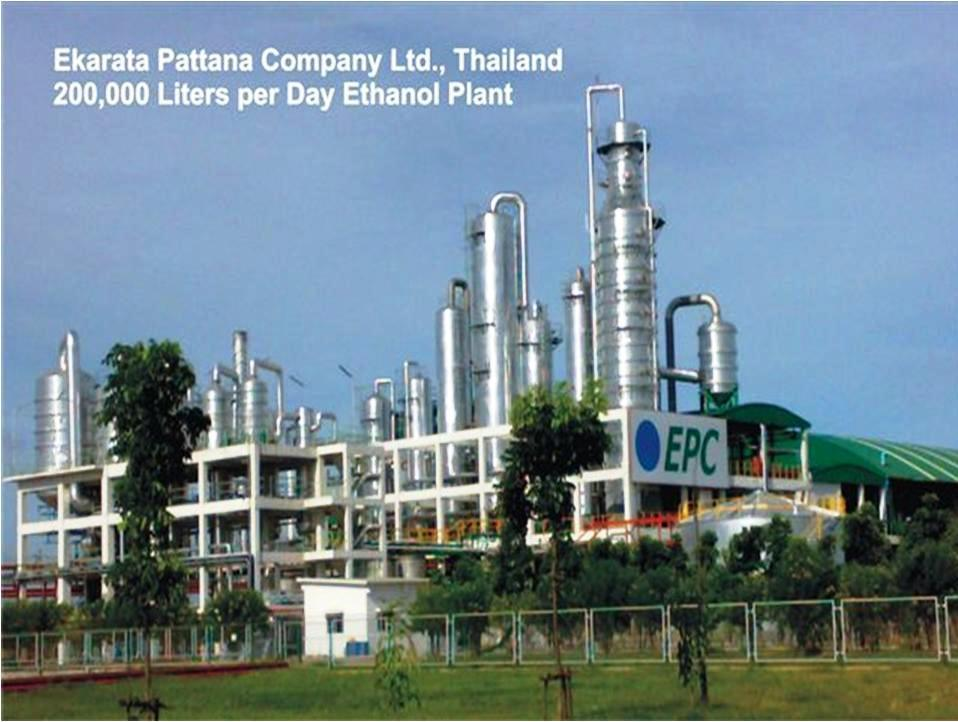 Ekarata Pattana Company Ltd., Thailand
200,000 Liters per Day Ethanol Plant
EPC